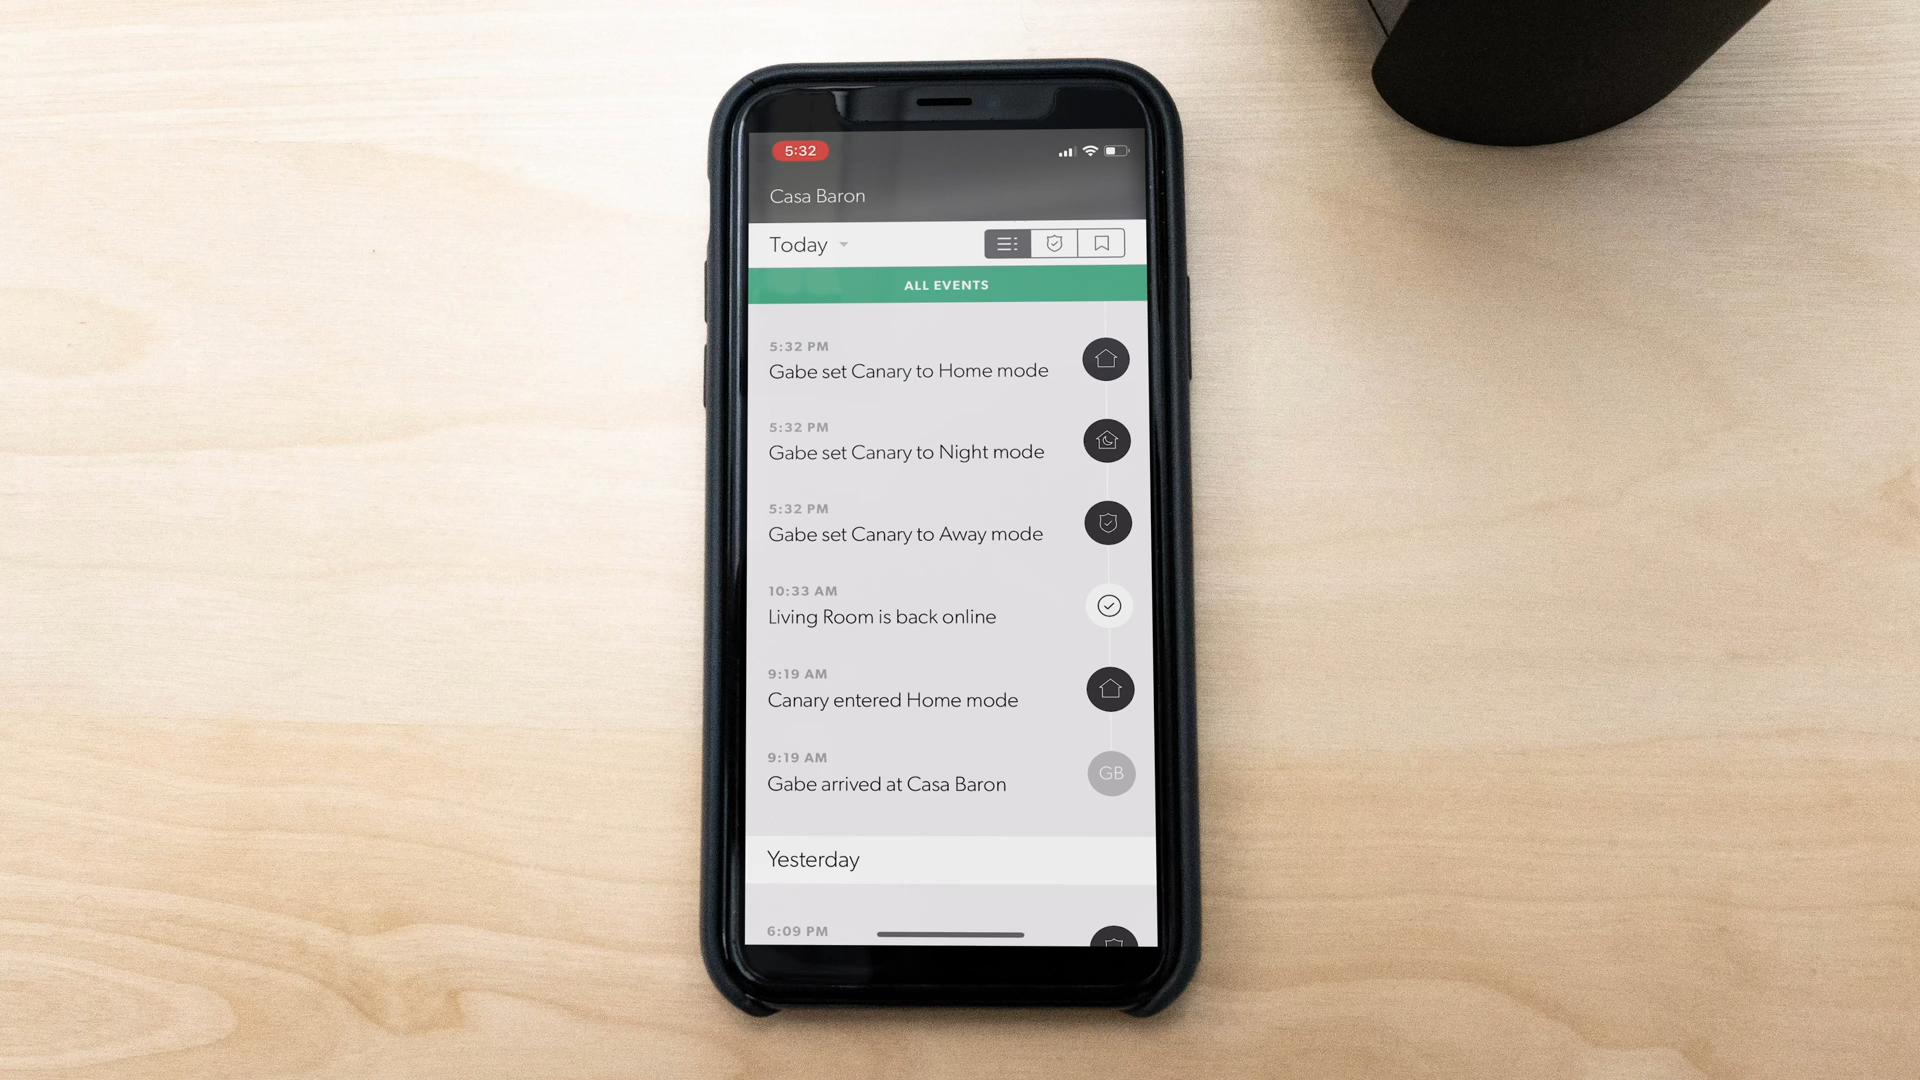 5:32
Casa Baron
Today
ALL EVENTS
5:32 PM
Gabe set Canary to Home mode
5:32 PM
Gabe set Canary to Night mode
5:32 PM
Gabe set Canary to Away mode
10:33 AM
Living Room is back online
9:19 AM
Canary entered Home mode
9:19 AM
Gabe arrived at Casa Baron
GB
Yesterday
6:09 PM